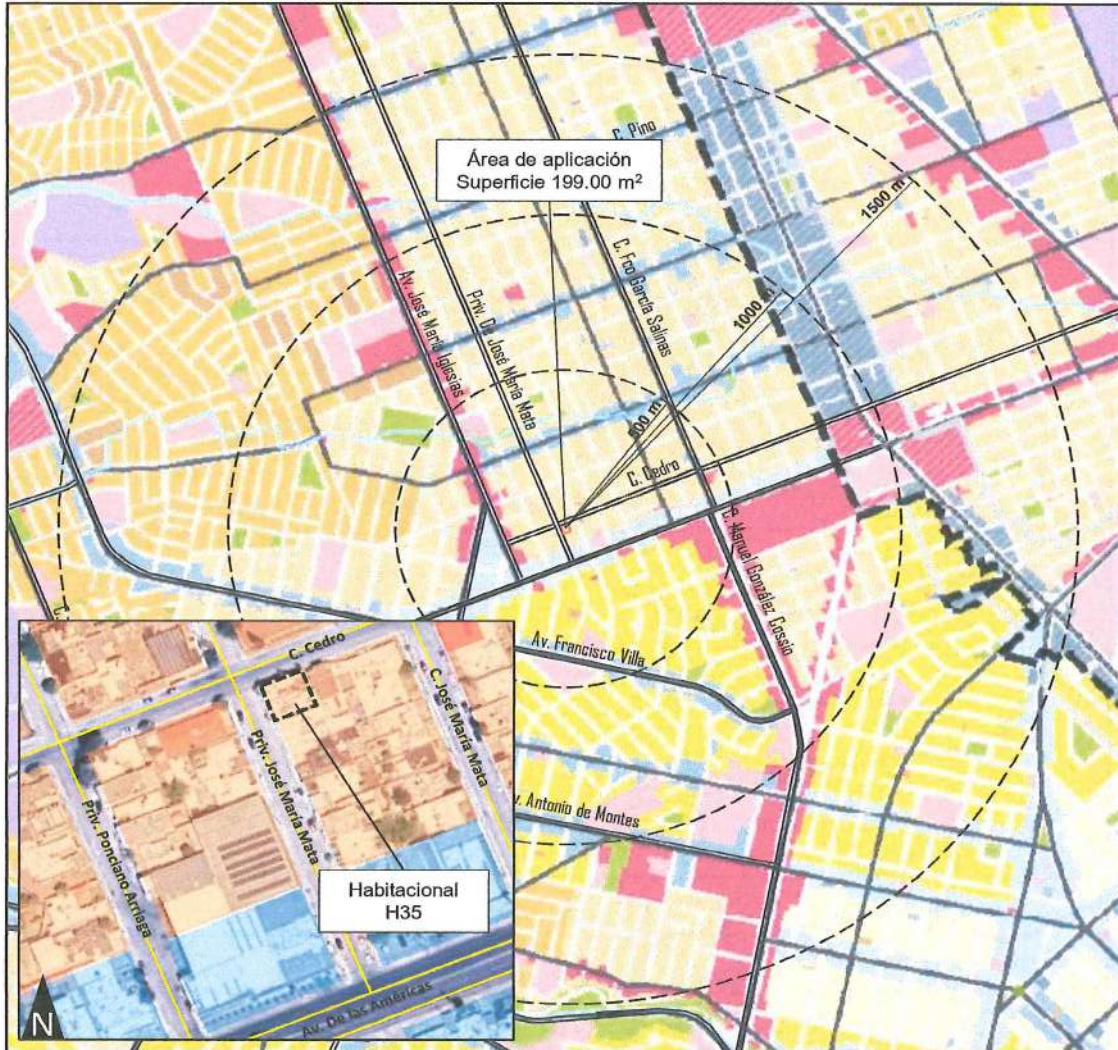 C. Pino
Área de aplicación
Superficie 199.00 m²
1500 m
Av. José María Iglesias
Priv. De José María Mata
C. Fco García Salinas
1000 m
500 m
C. Cedro
C. Manuel González Cossío
Av. Francisco Villa
Antonio de Montes
C. Cedro
C. José María Mata
Priv. José María Mata
Priv. Ponciano Arriaga
Habitacional
H35
Av. De las Américas
N